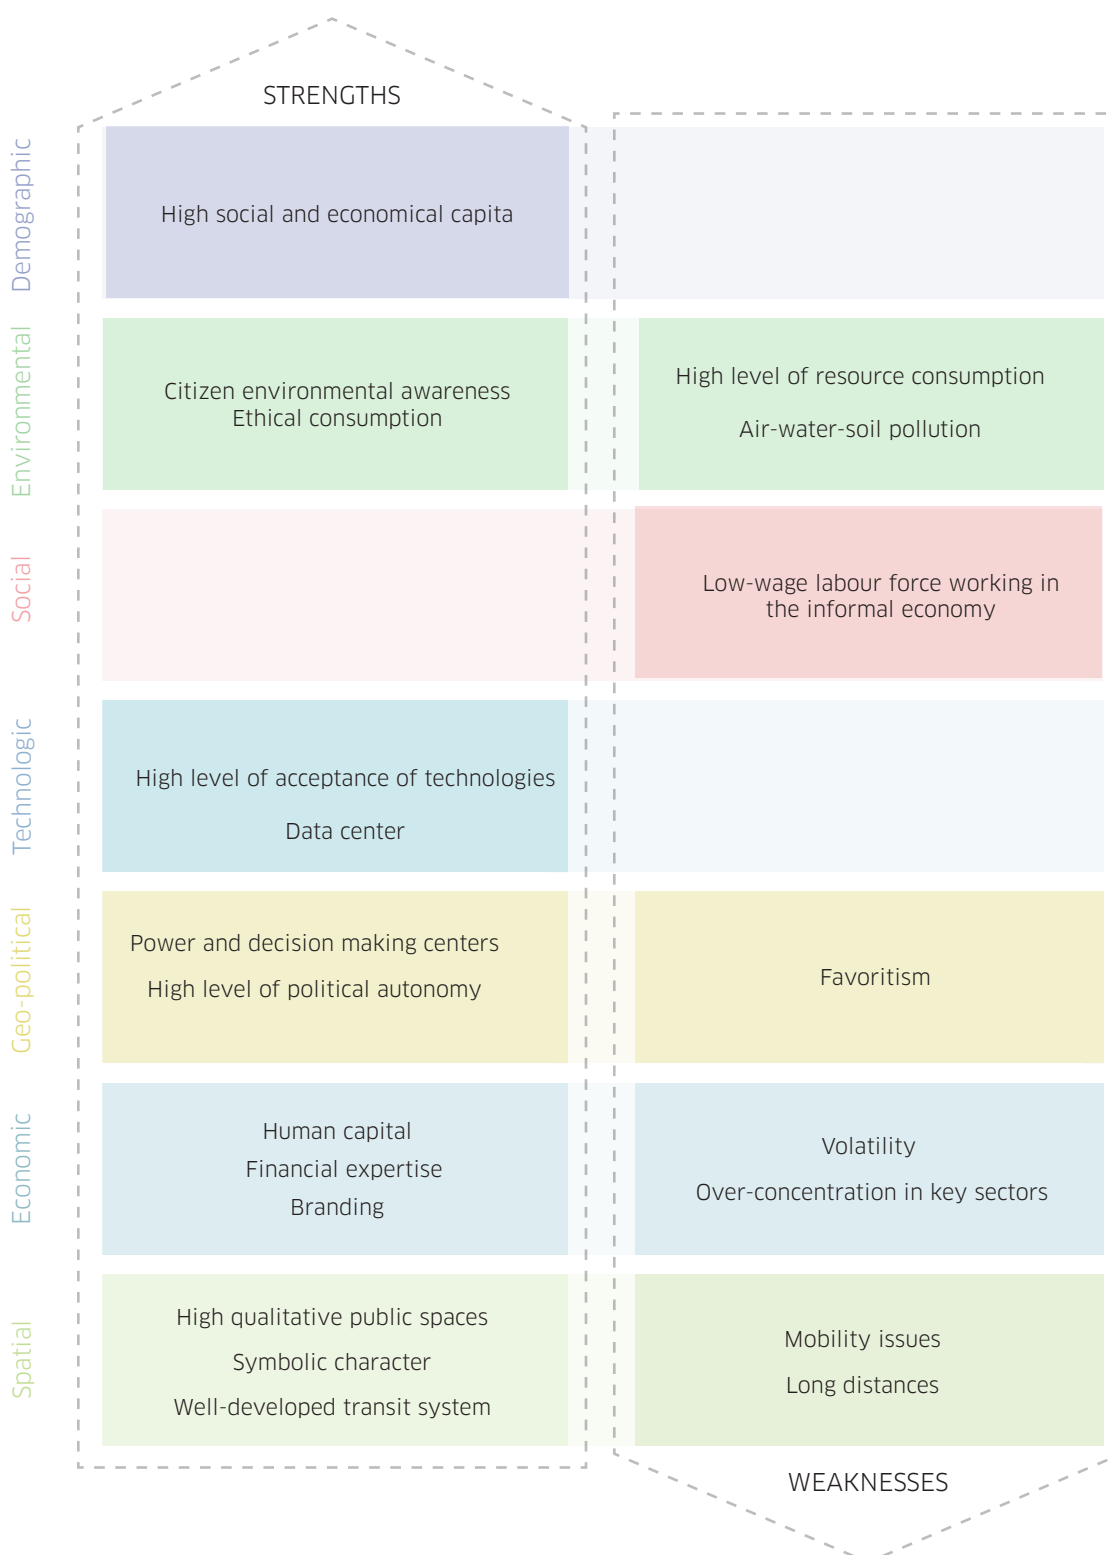 STRENGTHS
Demographic
High social and economical capita
Environmental
Citizen environmental awareness
Ethical consumption
High level of resource consumption
Air-water-soil pollution
Social
Low-wage labour force working in
the informal economy
Technologic
High level of acceptance of technologies
Data center
Geo-political
Power and decision making centers
High level of political autonomy
Favoritism
Economic
Human capital
Financial expertise
Branding
Volatility
Over-concentration in key sectors
Spatial
High qualitative public spaces
Symbolic character
Well-developed transit system
Mobility issues
Long distances
WEAKNESSES